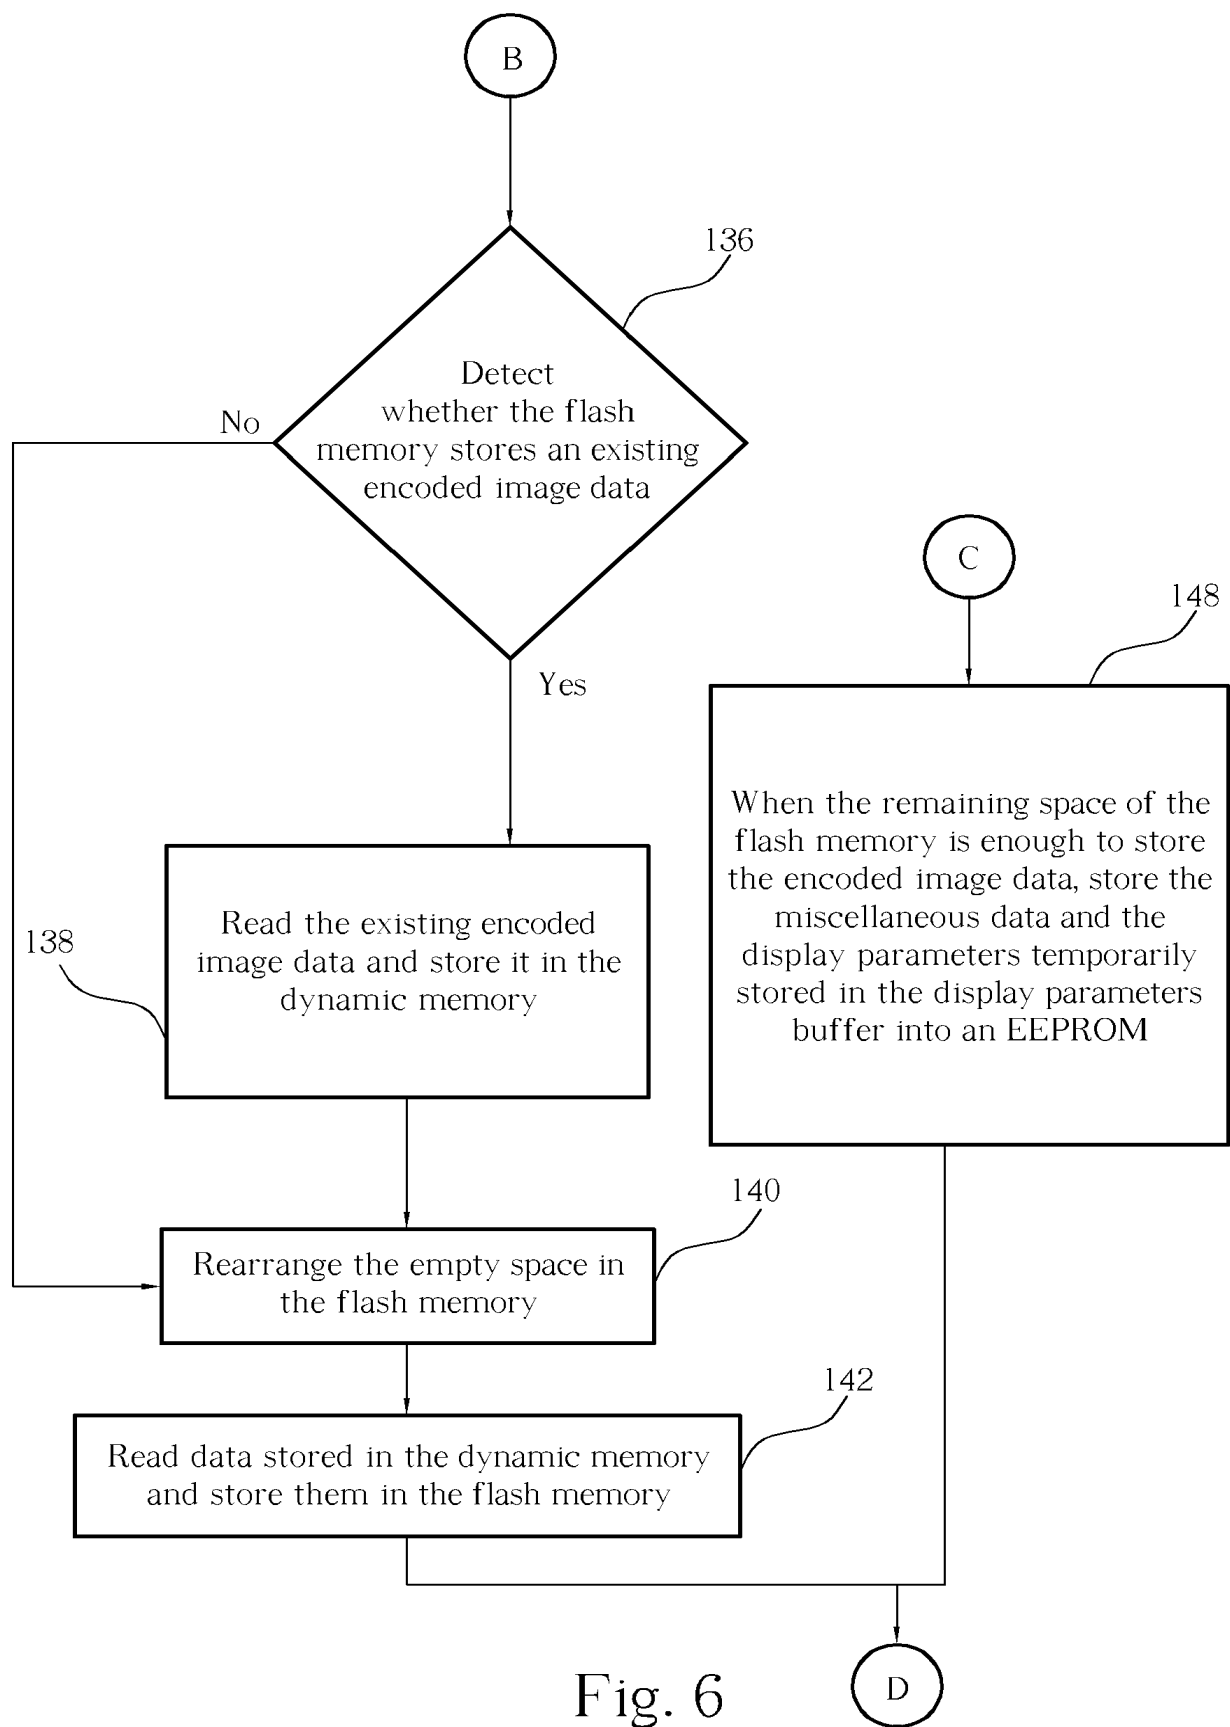 B
136
Detect
whether the flash
memory stores an existing
encoded image data
No
Yes
C
148
When the remaining space of the
flash memory is enough to store
the encoded image data, store the
miscellaneous data and the
display parameters temporarily
stored in the display parameters
buffer into an EEPROM
138
Read the existing encoded
image data and store it in the
dynamic memory
140
Rearrange the empty space in
the flash memory
142
Read data stored in the dynamic memory
and store them in the flash memory
D
Fig. 6